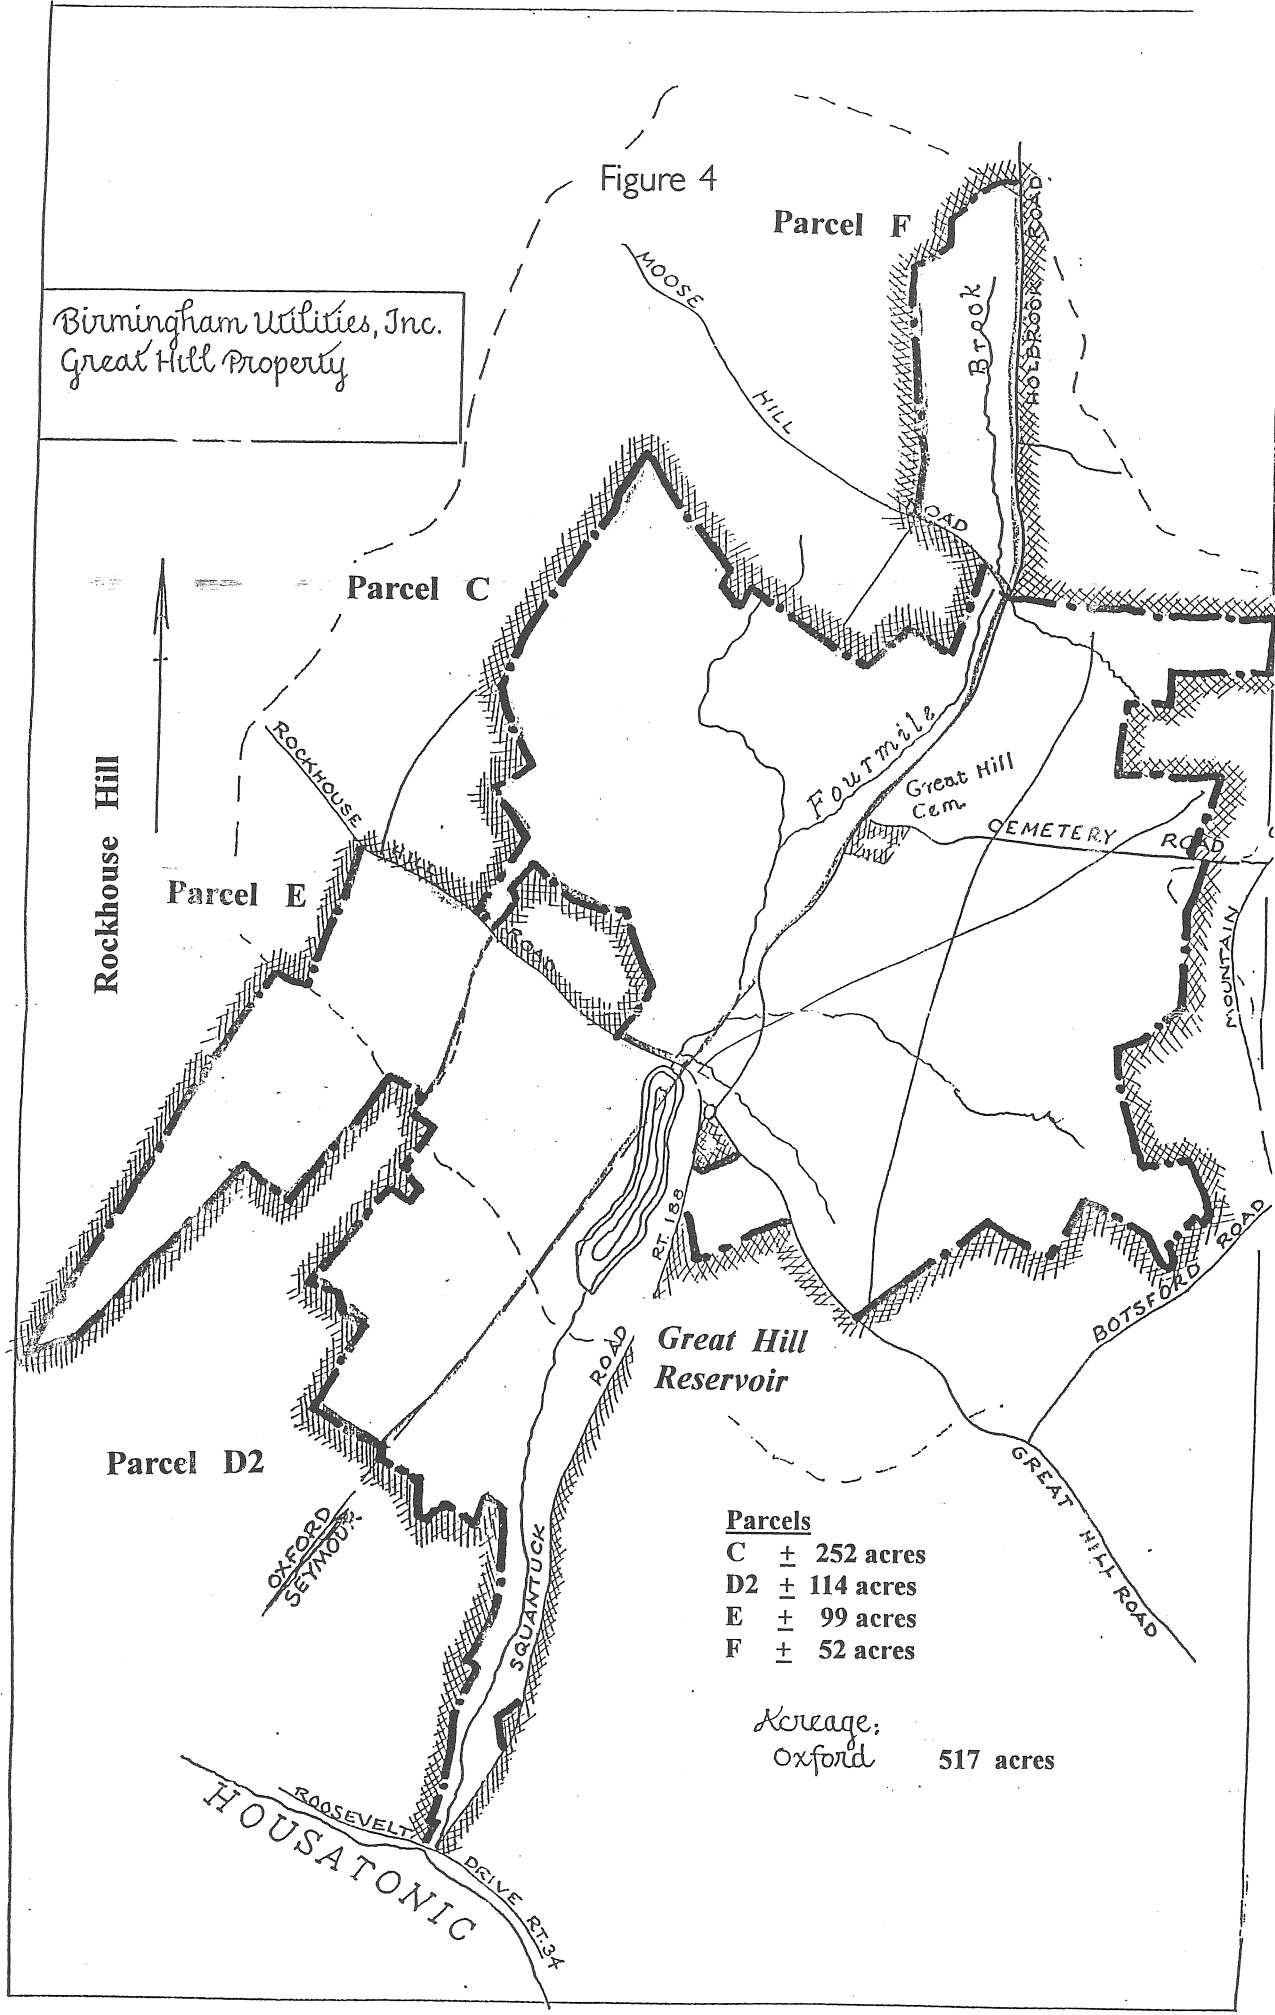 Figure 4
Parcel F
HOLBROOK ROAD
MOOSE
HILL
ROAD
Brook
Birmingham Utilities, Inc.
Great Hill Property
Parcel C
Rockhouse Hill
ROCKHOUSE
ROAD
Parcel E
Fourmile
Great Hill
Cem.
CEMETERY ROAD
MOUNTAIN
RT. 188
Great Hill
Reservoir
ROAD
BOTSFORD ROAD
GREAT HILL ROAD
Parcel D2
OXFORD
SEYMOUR
SQUANTUCK
Parcels
C ± 252 acres
D2 ± 114 acres
E ± 99 acres
F ± 52 acres
Acreage:
Oxford 517 acres
ROOSEVELT
DRIVE RT. 34
HOUSATONIC